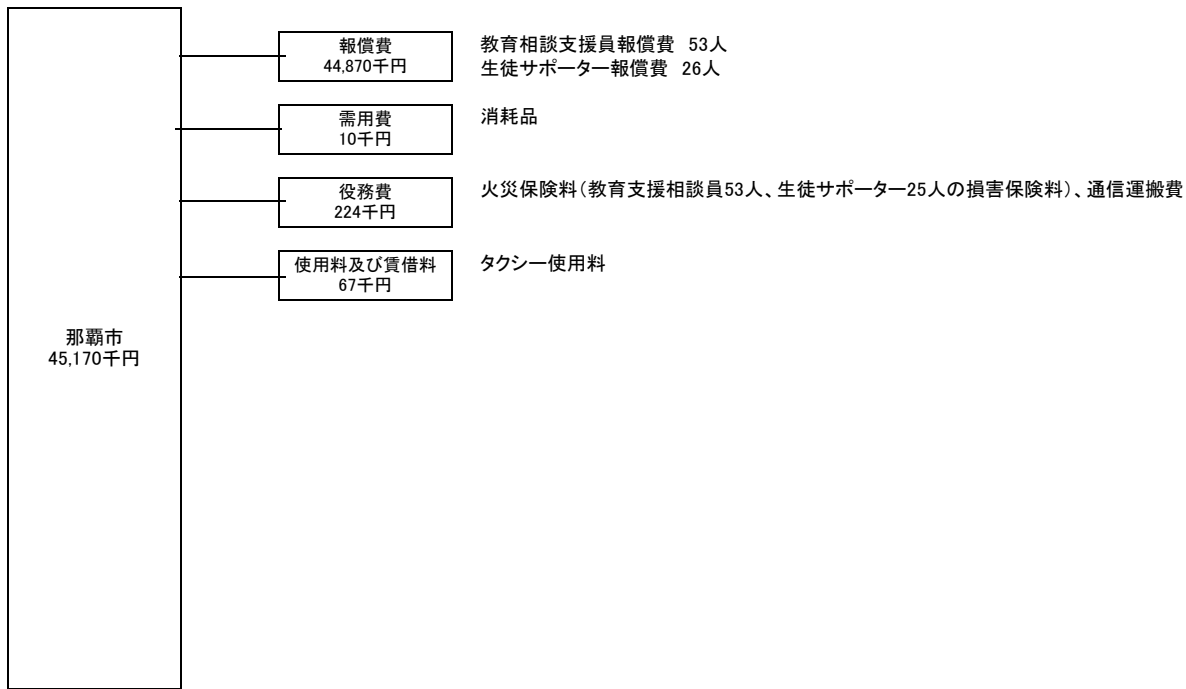 報償費
44,870千円
教育相談支援員報償費 53人
生徒サポーター報償費 26人
需用費
10千円
消耗品
役務費
224千円
火災保険料(教育支援相談員53人、生徒サポーター25人の損害保険料)、通信運搬費
使用料及び賃借料
67千円
タクシー使用料
那覇市
45,170千円